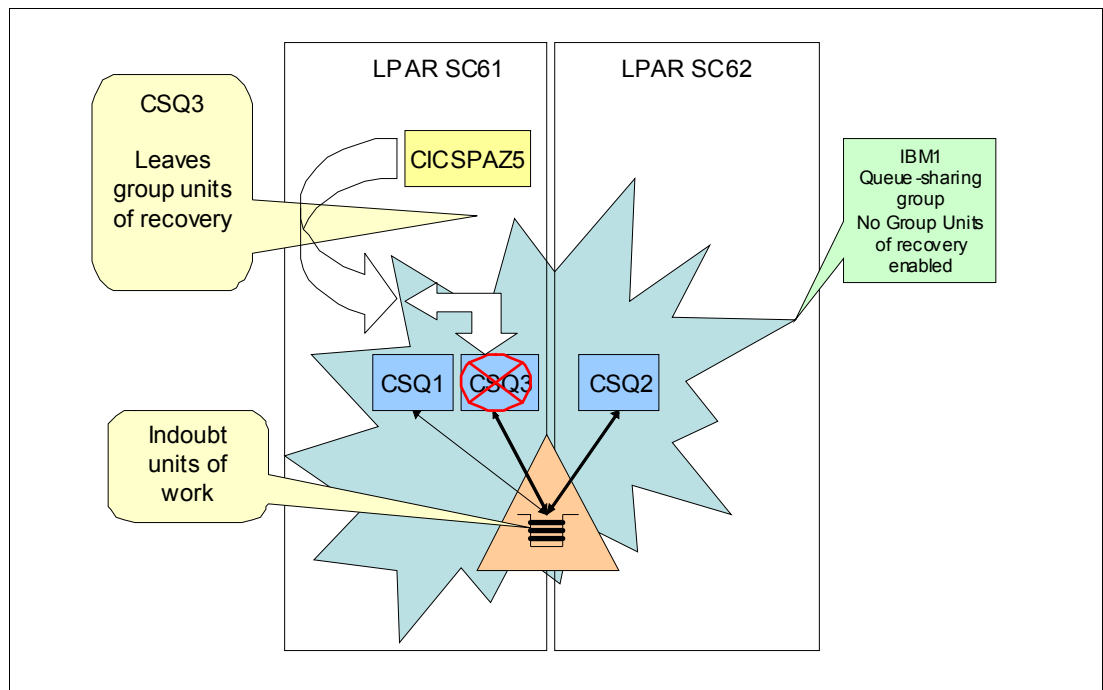 LPAR SC61
LPAR SC62
CSQ3
Leaves
group units
of recovery
CICSPAZ5
IBM1
Queue-sharing
group
No Group Units
of recovery
enabled
CSQ1
CSQ3
CSQ2
Indoubt
units of
work